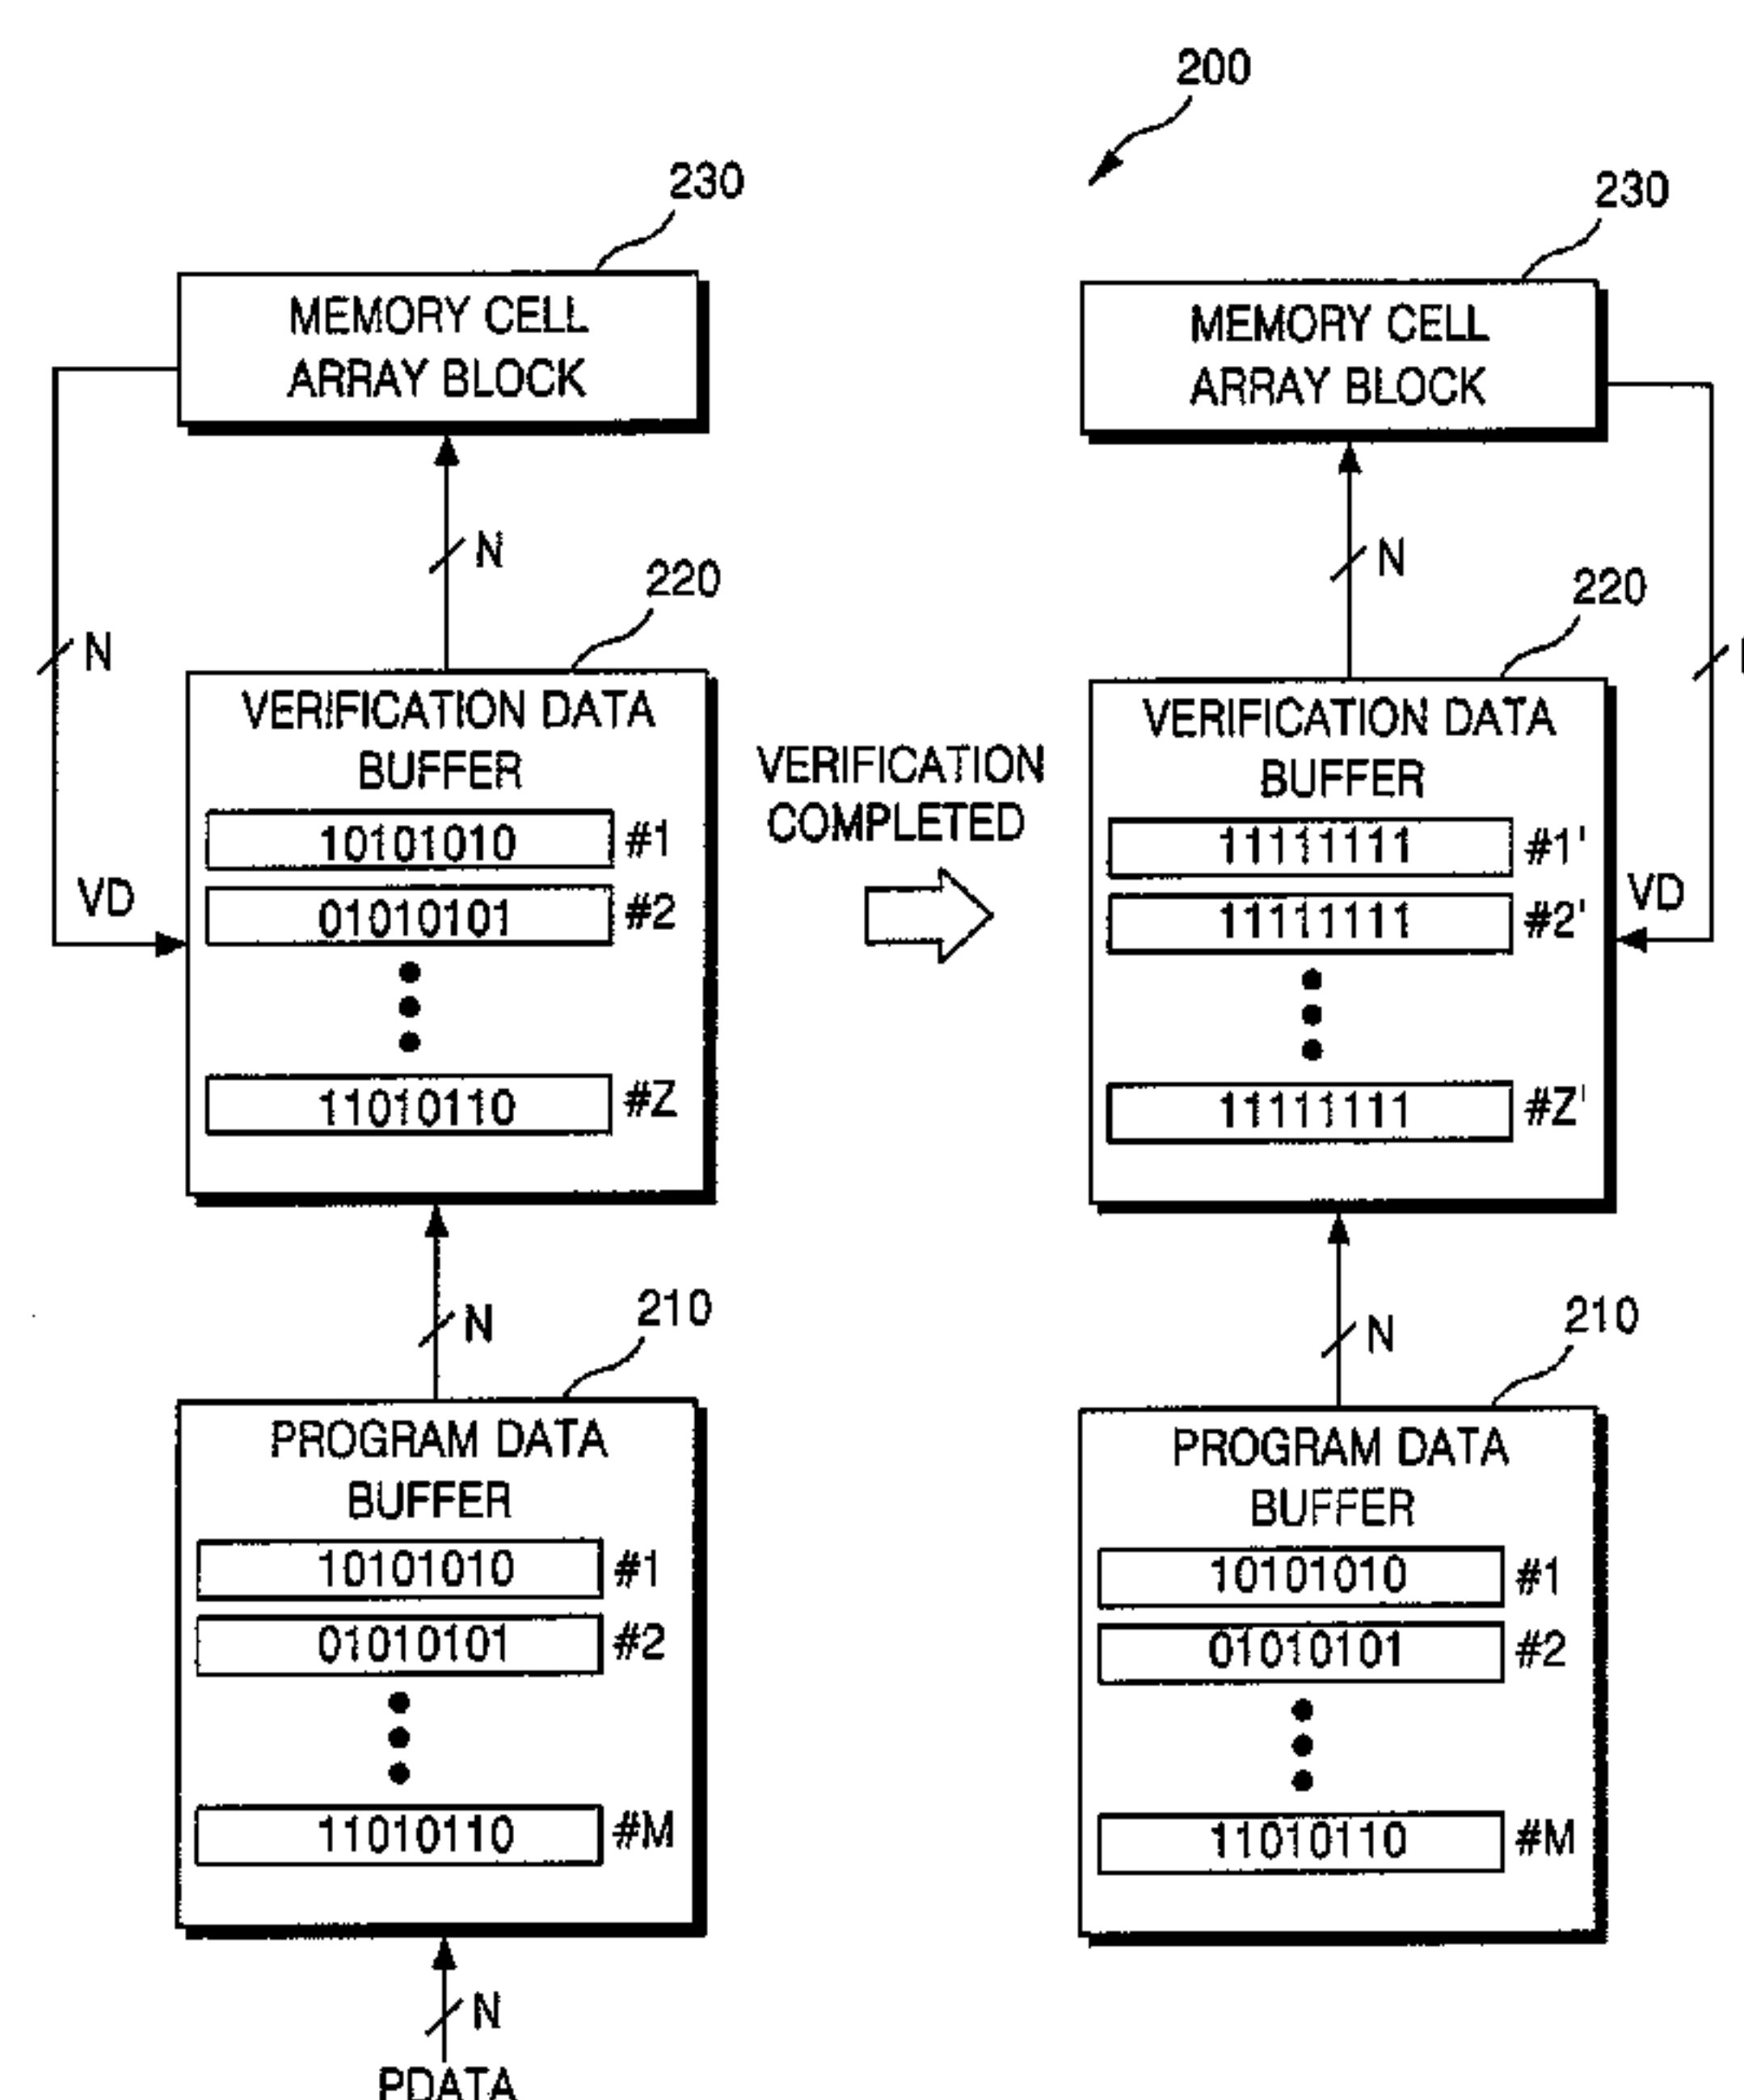 200
230
MEMORY CELL
ARRAY BLOCK
N
N
220
VERIFICATION DATA
BUFFER
10101010 #1
01010101 #2
11010110 #Z
VD
N
210
PROGRAM DATA
BUFFER
10101010 #1
01010101 #2
11010110 #M
N
PDATA
VERIFICATION
COMPLETED
230
MEMORY CELL
ARRAY BLOCK
N
220
VERIFICATION DATA
BUFFER
11111111 #1'
11111111 #2'
11111111 #Z'
VD
N
210
PROGRAM DATA
BUFFER
10101010 #1
01010101 #2
11010110 #M